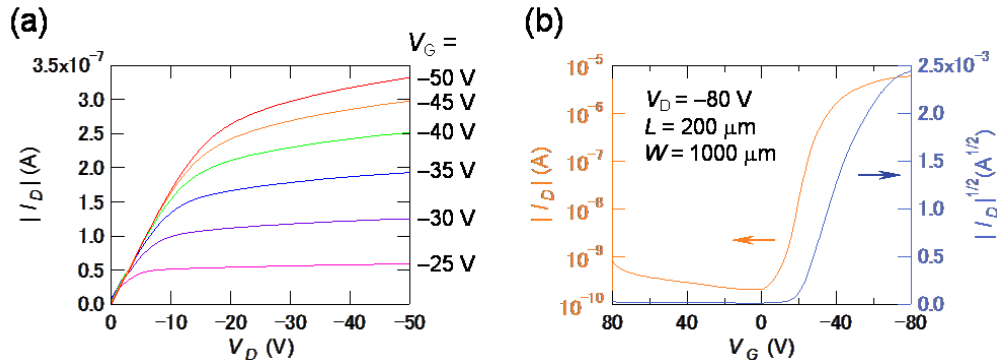 (a)
V_G =
3.5x10^-7
3.0
2.5
2.0
1.5
1.0
0.5
0.0
| I_D | (A)
−50 V
−45 V
−40 V
−35 V
−30 V
−25 V
0 −10 −20 −30 −40 −50
V_D (V)
(b)
10^-5
10^-6
10^-7
10^-8
10^-9
10^-10
| I_D | (A)
V_D = −80 V
L = 200 µm
W = 1000 µm
2.5x10^-3
2.0
1.5
1.0
0.5
0.0
| I_D |^1/2 (A^1/2)
80 40 0 −40 −80
V_G (V)